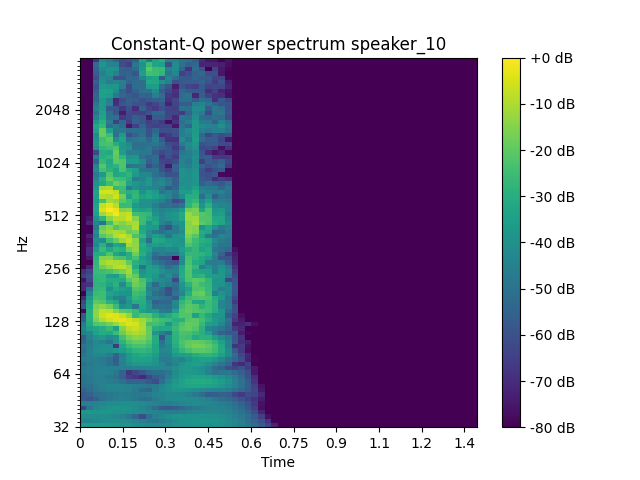 Constant-Q power spectrum speaker_10
+0 dB
-10 dB
-20 dB
-30 dB
-40 dB
-50 dB
-60 dB
-70 dB
-80 dB
Hz
2048
1024
512
256
128
64
32
0 0.15 0.3 0.45 0.6 0.75 0.9 1.1 1.2 1.4
Time